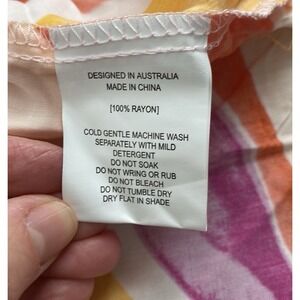 DESIGNED IN AUSTRALIA
MADE IN CHINA
[100% RAYON]
COLD GENTLE MACHINE WASH
SEPARATELY WITH MILD
DETERGENT
DO NOT SOAK
DO NOT WRING OR RUB
DO NOT BLEACH
DO NOT TUMBLE DRY
DRY FLAT IN SHADE